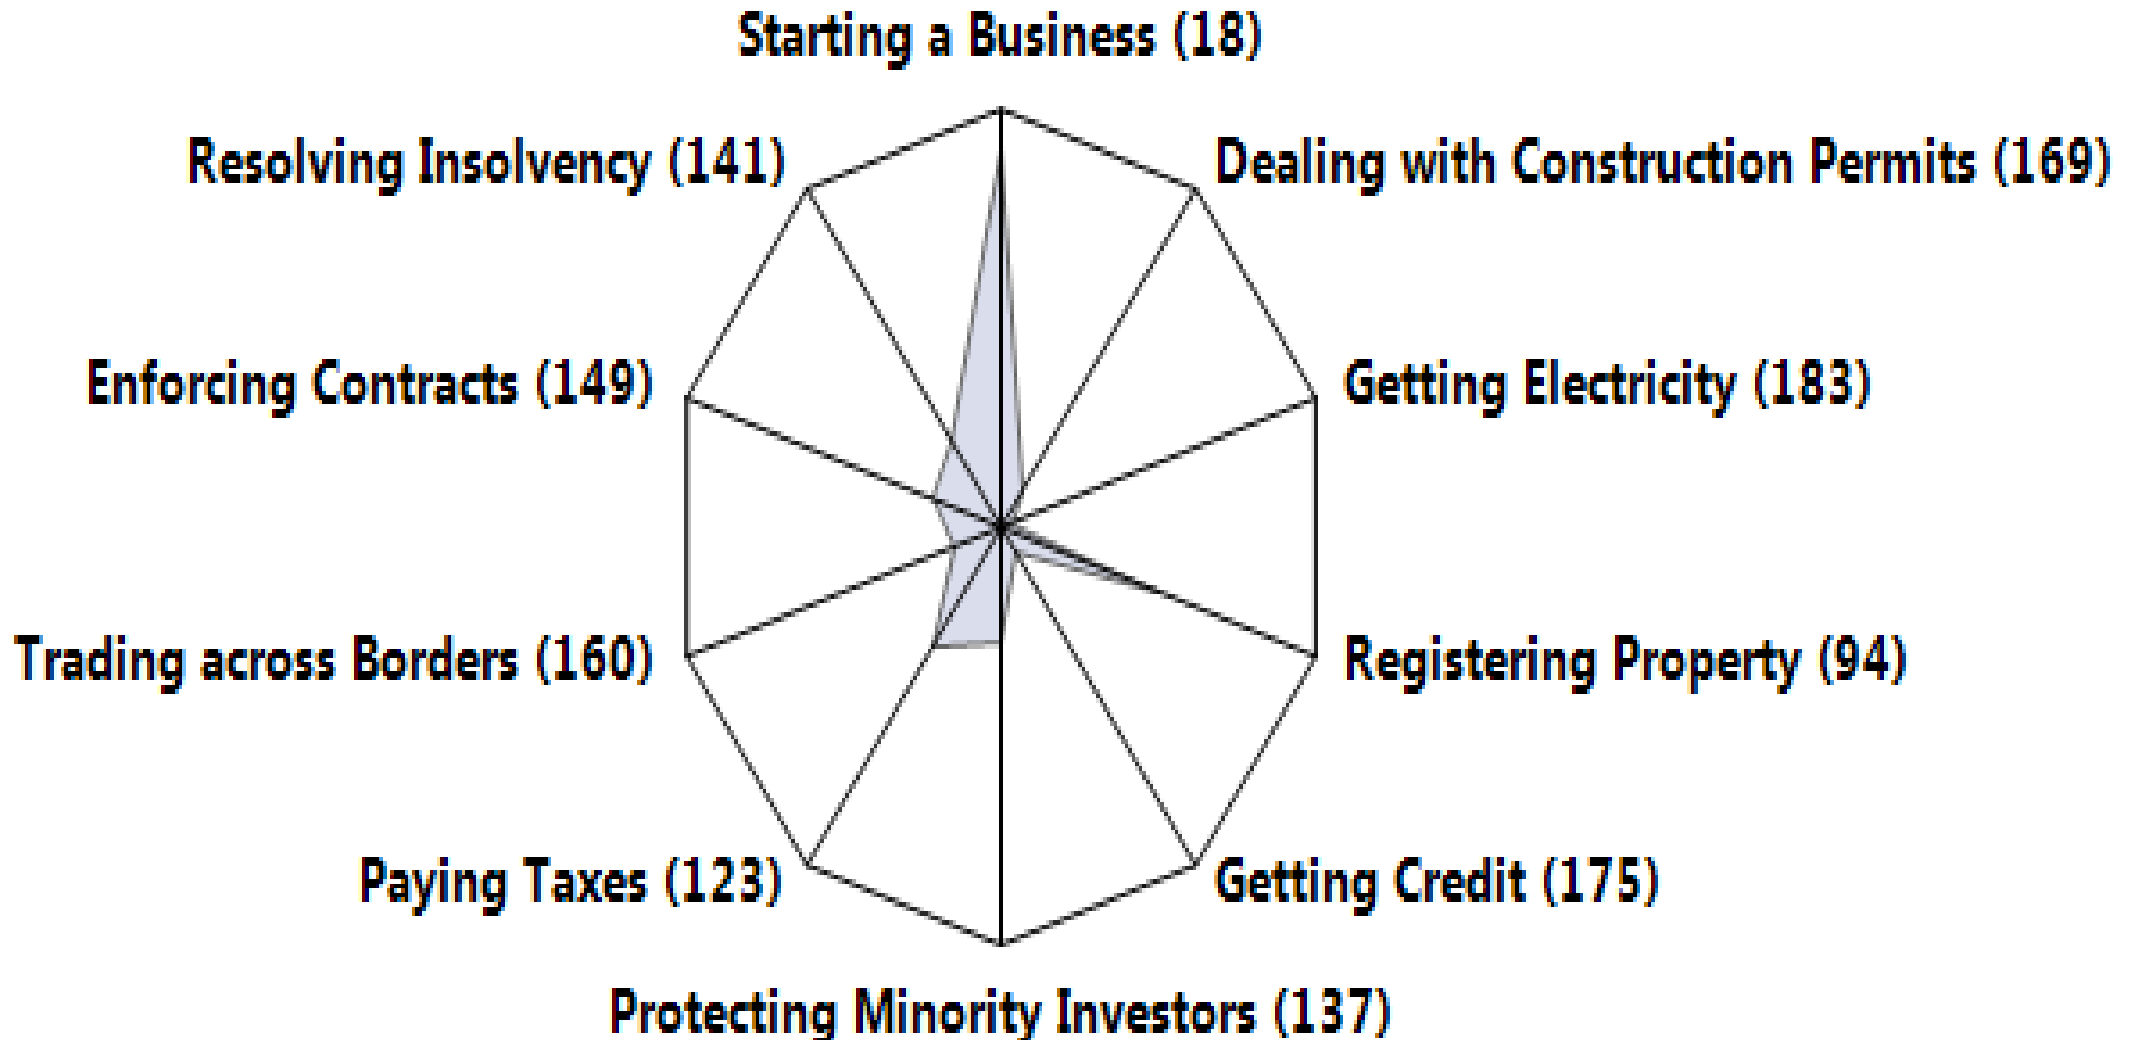 Starting a Business (18)
Resolving Insolvency (141)
Dealing with Construction Permits (169)
Enforcing Contracts (149)
Getting Electricity (183)
Trading across Borders (160)
Registering Property (94)
Paying Taxes (123)
Getting Credit (175)
Protecting Minority Investors (137)